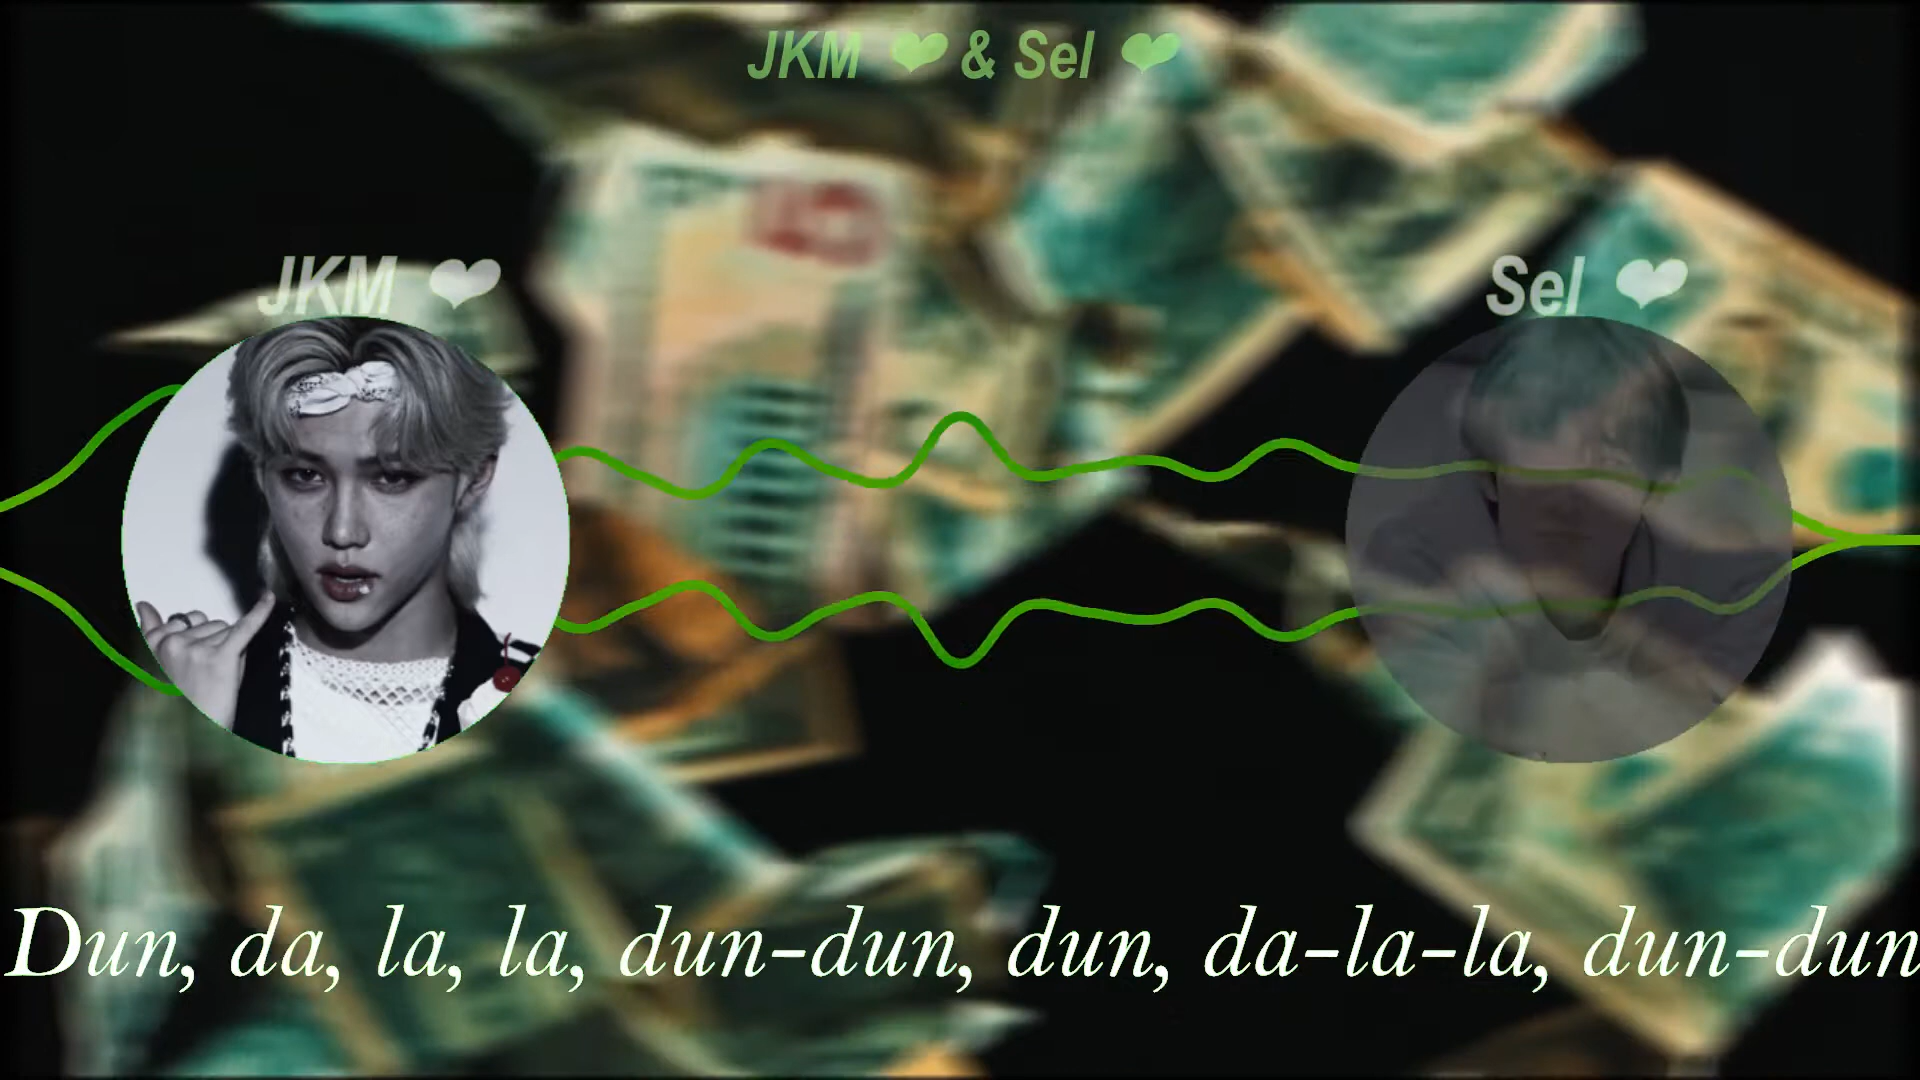 JKM ❤ & Sel ❤
JKM ❤
Sel ❤
Dun, da, la, la, dun-dun, dun, da-la-la, dun-dun